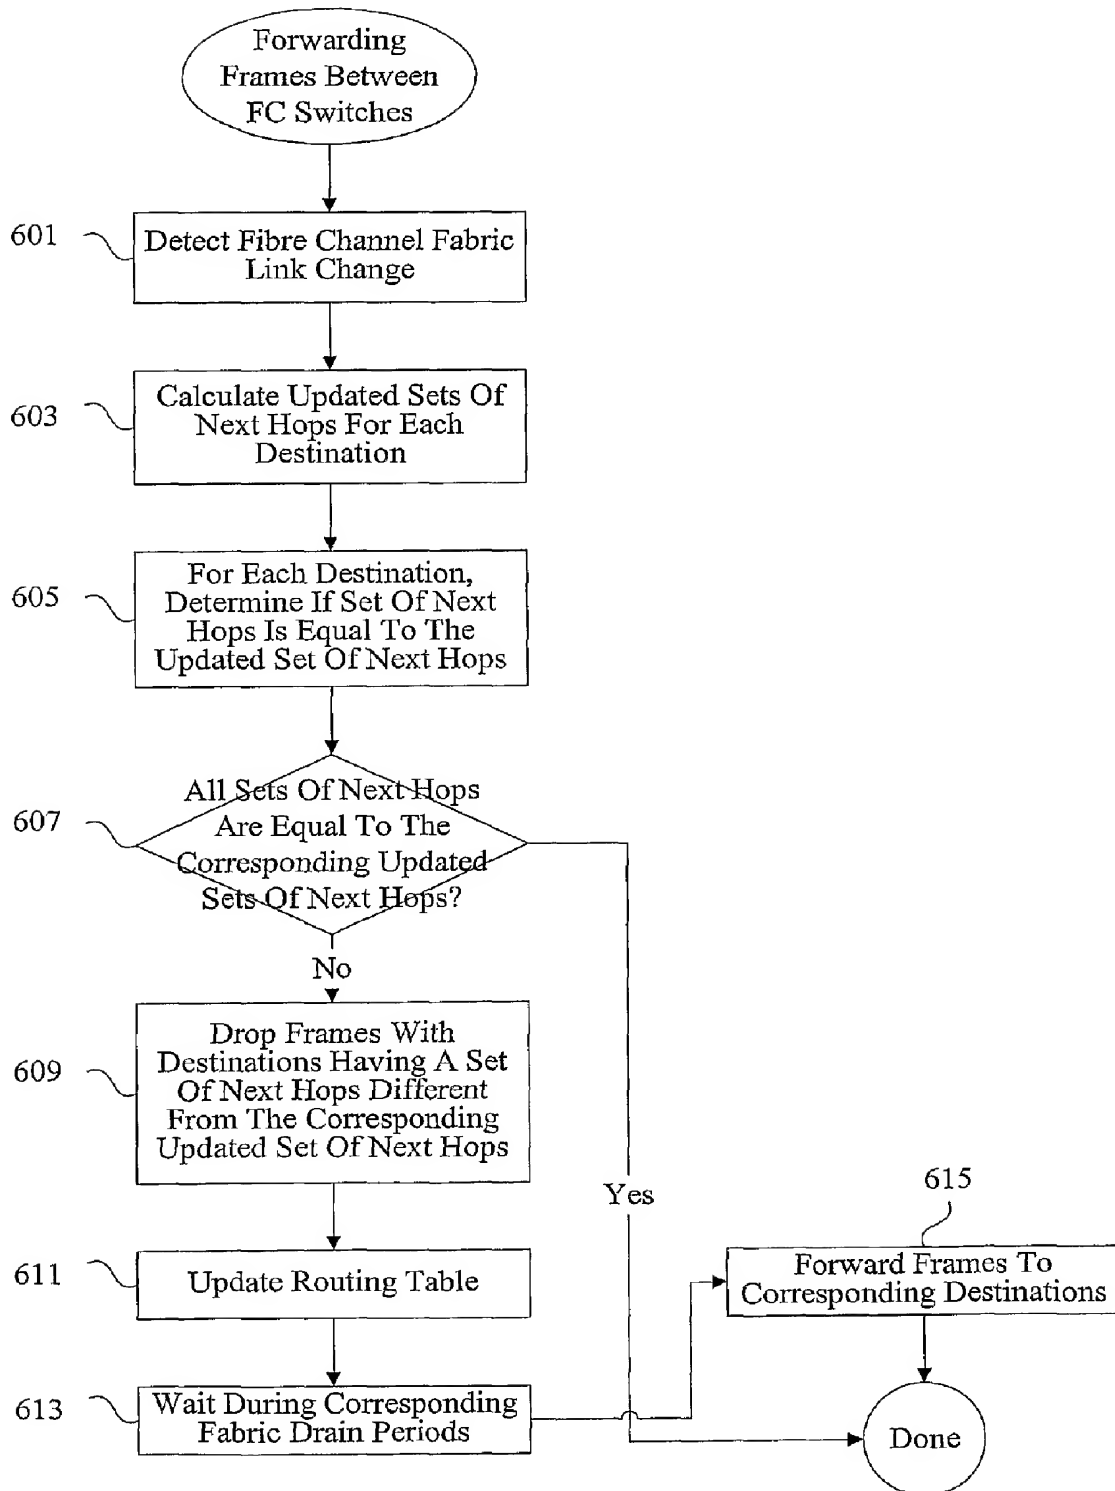 Forwarding
Frames Between
FC Switches
601
Detect Fibre Channel Fabric
Link Change
603
Calculate Updated Sets Of
Next Hops For Each
Destination
605
For Each Destination,
Determine If Set Of Next
Hops Is Equal To The
Updated Set Of Next Hops
607
All Sets Of Next Hops
Are Equal To The
Corresponding Updated
Sets Of Next Hops?
No
609
Drop Frames With
Destinations Having A Set
Of Next Hops Different
From The Corresponding
Updated Set Of Next Hops
Yes
611
Update Routing Table
613
Wait During Corresponding
Fabric Drain Periods
615
Forward Frames To
Corresponding Destinations
Done